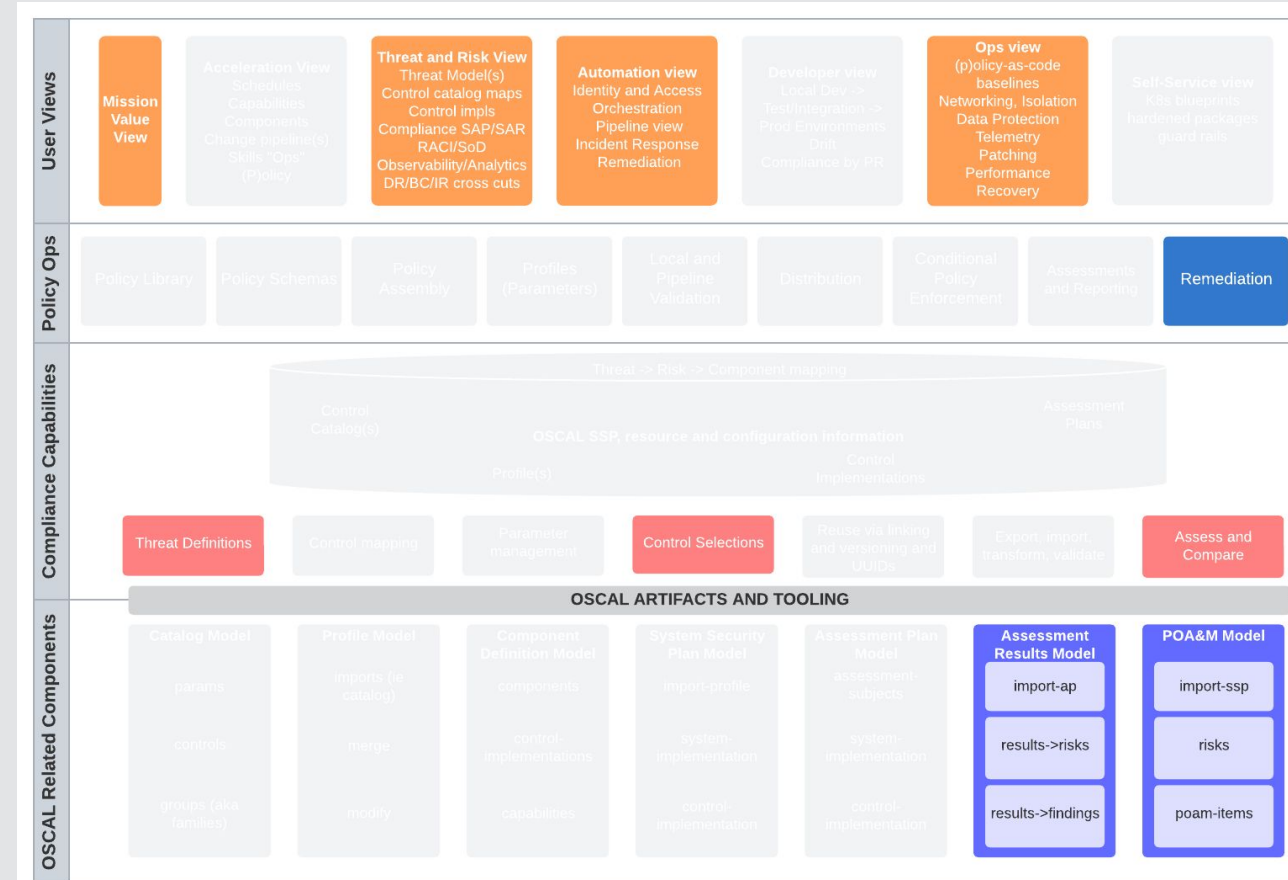 User Views
Mission
Value
View
Acceleration View
Schedules
Capabilities
Components
Change pipeline(s)
Skills "Ops"
(P)olicy
Threat and Risk View
Threat Model(s)
Control catalog maps
Control impls
Compliance SAP/SAR
RACI/SoD
Observability/Analytics
DR/BC/IR cross cuts
Automation view
Identity and Access
Orchestration
Pipeline view
Incident Response
Remediation
Developer view
Local Dev ->
Test/Integration ->
Prod Environments
Drift
Compliance by PR
Ops view
(p)olicy-as-code
baselines
Networking, Isolation
Data Protection
Telemetry
Patching
Performance
Recovery
Self-Service view
K8s blueprints
hardened packages
guard rails
Policy Ops
Policy Library
Policy Schemas
Policy
Assembly
Profiles
(Parameters)
Local and
Pipeline
Validation
Distribution
Conditional
Policy
Enforcement
Assessments
and Reporting
Remediation
Compliance Capabilities
Threat -> Risk -> Component mapping
Control
Catalog(s)
Assessment
Plans
OSCAL SSP, resource and configuration information
Profile(s)
Control
Implementations
Threat Definitions
Control mapping
Parameter
management
Control Selections
Reuse via linking
and versioning and
UUIDs
Export, import,
transform, validate
Assess and
Compare
OSCAL ARTIFACTS AND TOOLING
OSCAL Related Components
Catalog Model
params
controls
groups (aka
families)
Profile Model
imports (ie
catalog)
merge
modify
Component
Definition Model
components
control-
implementations
capabilities
System Security
Plan Model
import-profile
system-
implementation
control-
implementation
Assessment Plan
Model
assessment-
subjects
system-
implementation
control-
implementation
Assessment
Results Model
import-ap
results->risks
results->findings
POA&M Model
import-ssp
risks
poam-items